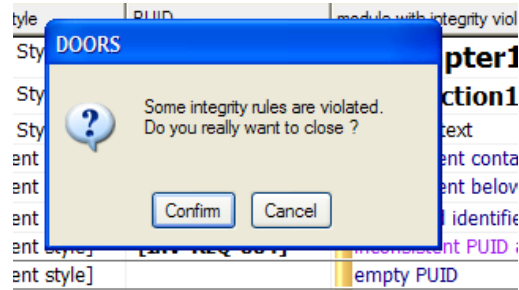 PUID
module with integrity viol
Sty
DOORS
pter1
Sty
Some integrity rules are violated.
ction1
Sty
Do you really want to close ?
text
ent
ent conta
ent
ent below
ent
Confirm
Cancel
identifie
ent style]
ent PUID
ent style]
empty PUID